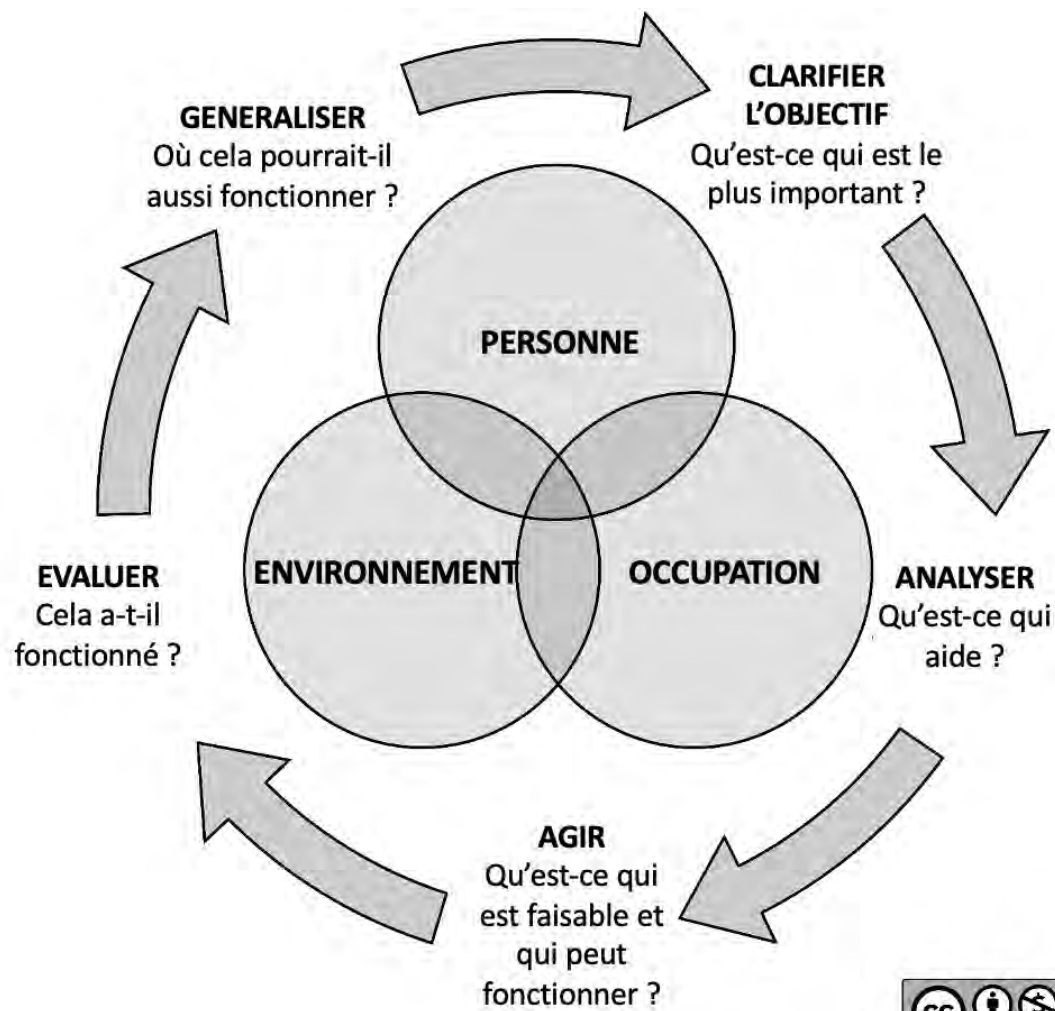 CLARIFIER
L'OBJECTIF
Qu'est-ce qui est le
plus important ?
GENERALISER
Où cela pourrait-il
aussi fonctionner ?
PERSONNE
ENVIRONNEMENT
OCCUPATION
ANALYSER
Qu'est-ce qui
aide ?
EVALUER
Cela a-t-il
fonctionné ?
AGIR
Qu'est-ce qui
est faisable et
qui peut
fonctionner ?
cc